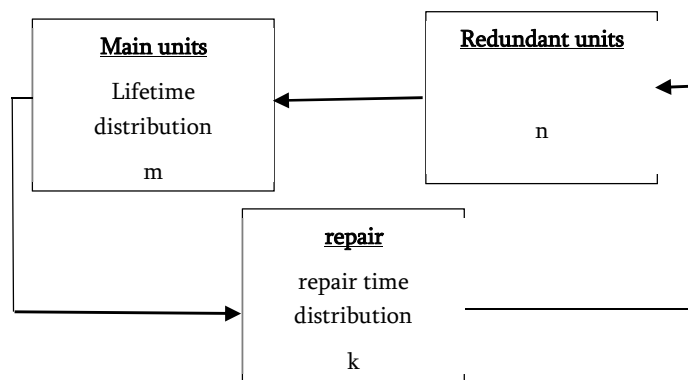 Main units
Lifetime
distribution
m
Redundant units
n
repair
repair time
distribution
k